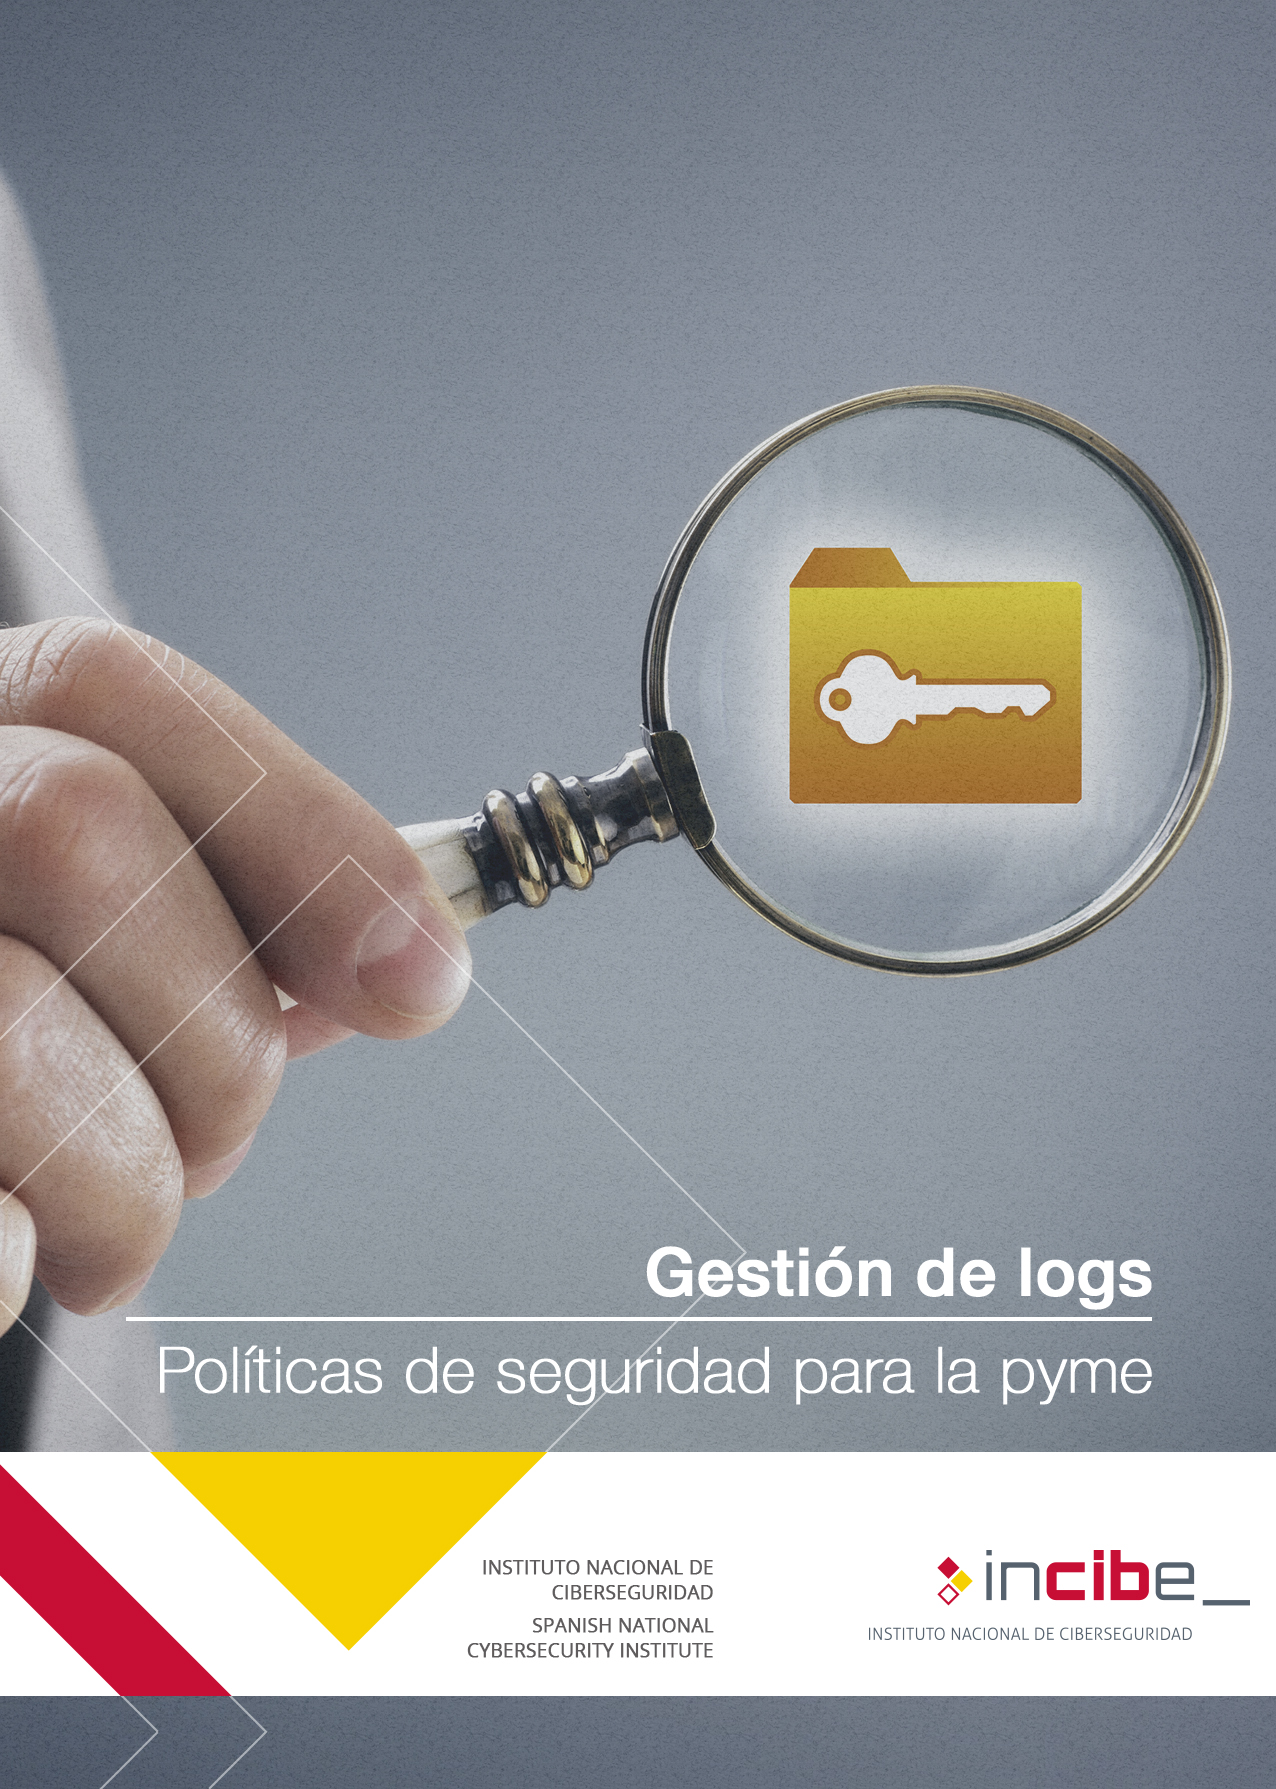 Gestión de logs
Políticas de seguridad para la pyme
INSTITUTO NACIONAL DE
CIBERSEGURIDAD
SPANISH NATIONAL
CYBERSECURITY INSTITUTE
incibe_
INSTITUTO NACIONAL DE CIBERSEGURIDAD